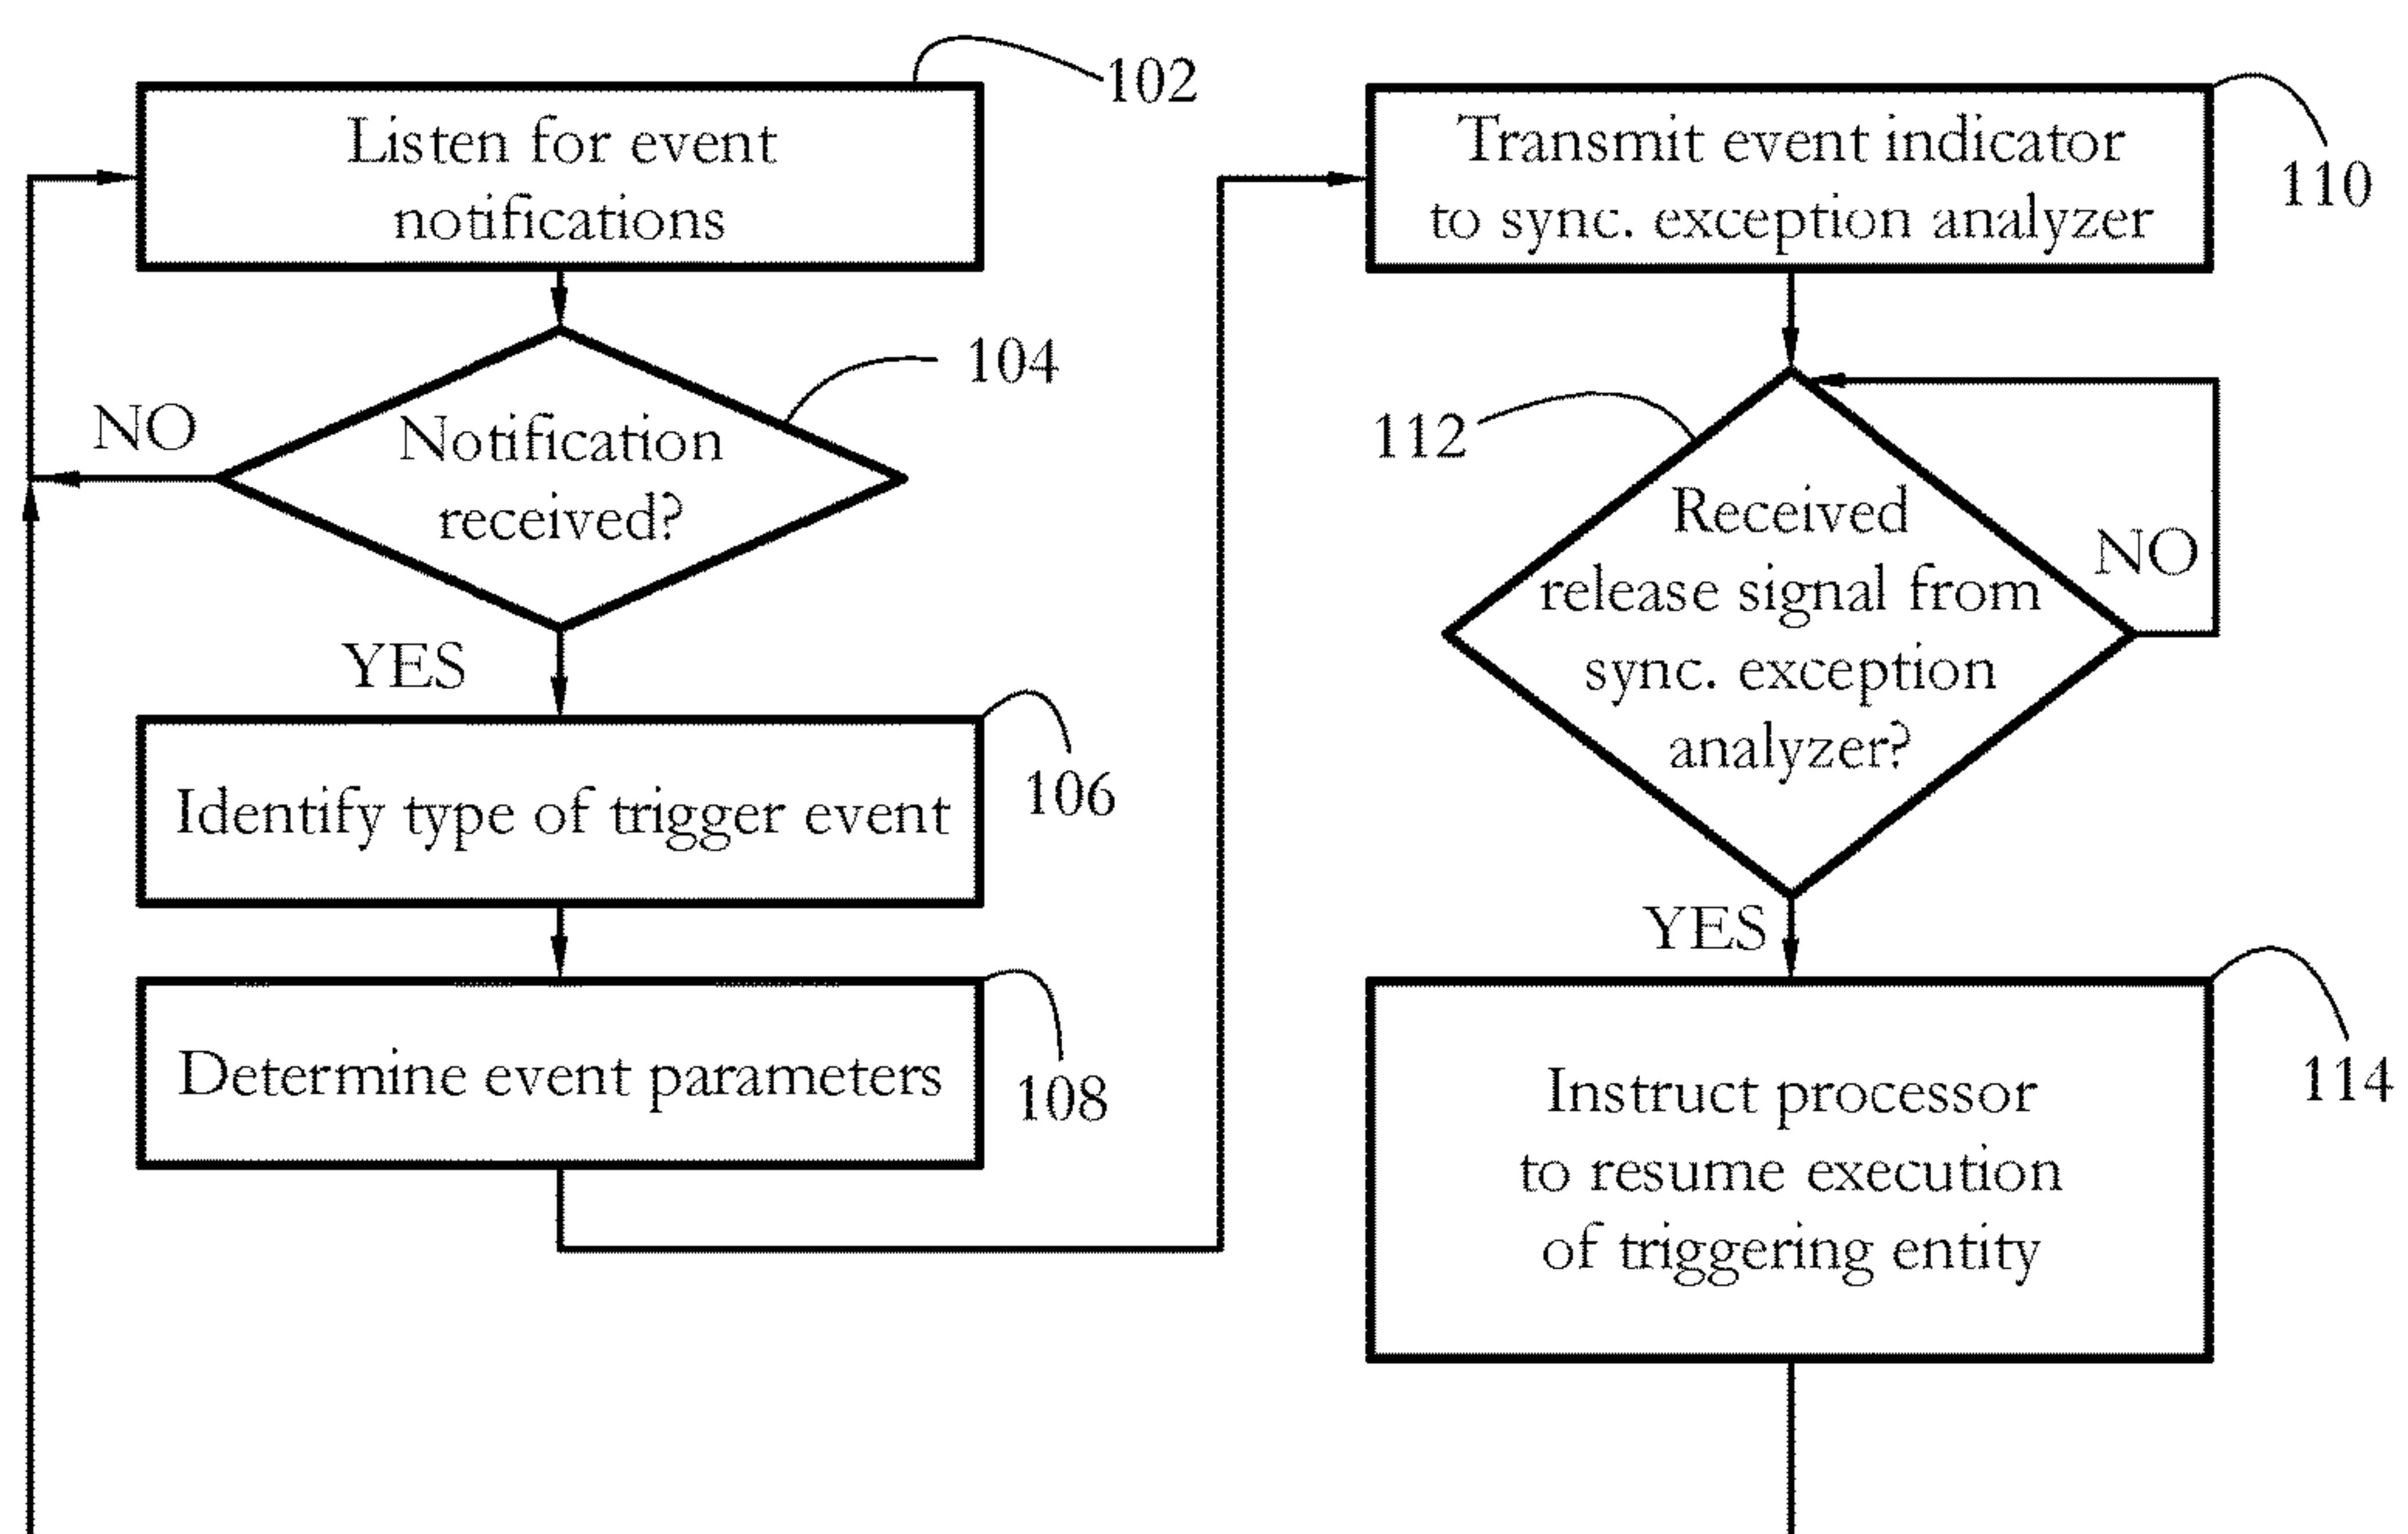 102
Listen for event
notifications
104
NO
Notification
received?
YES
106
Identify type of trigger event
108
Determine event parameters
110
Transmit event indicator
to sync. exception analyzer
112
Received
release signal from
sync. exception
analyzer?
NO
YES
114
Instruct processor
to resume execution
of triggering entity